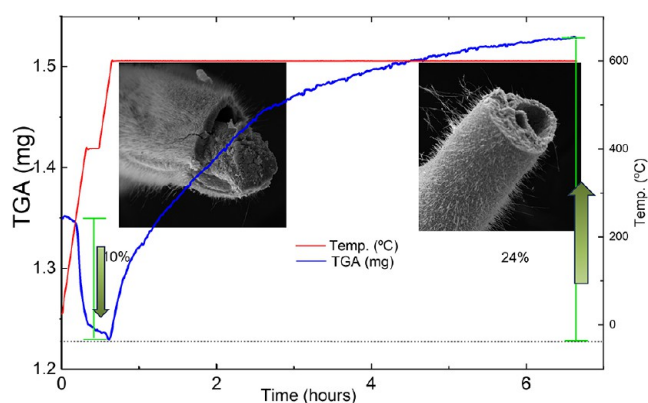 1.5
1.4
1.3
1.2
TGA (mg)
600
400
200
0
Temp. (ºC)
10%
24%
Temp. (ºC)
TGA (mg)
0
2
4
6
Time (hours)